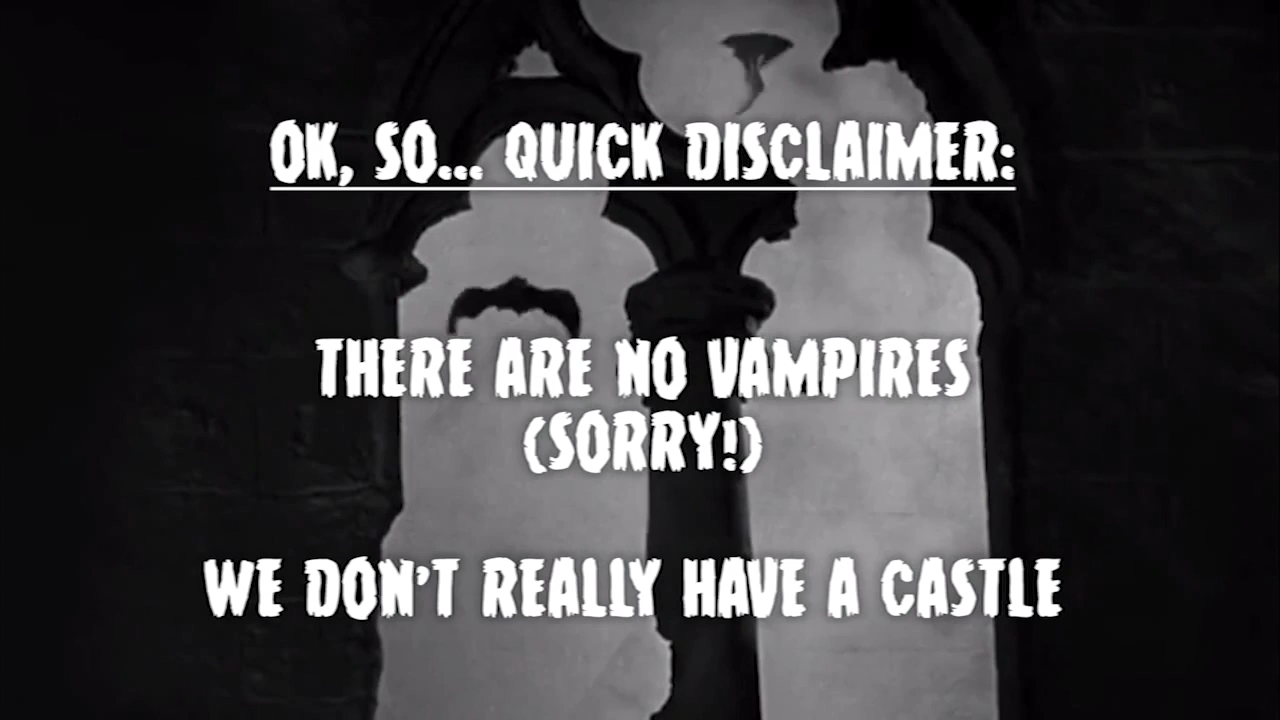 OK, SO... QUICK DISCLAIMER:
THERE ARE NO VAMPIRES
(SORRY!)
WE DON'T REALLY HAVE A CASTLE